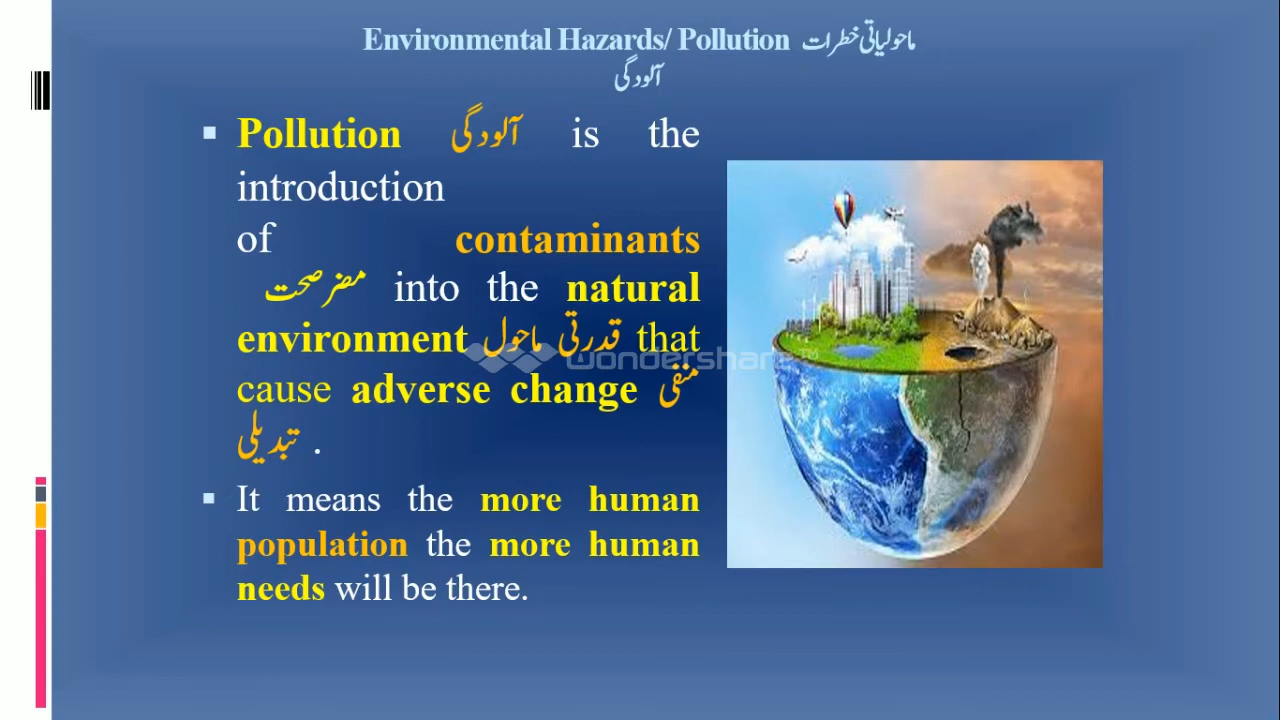 Environmental Hazards/ Pollution ماحولیاتی خطرات
آلودگی
▪ Pollution آلودگی is the
introduction
of contaminants
مضر صحت into the natural
environment قدرتی ماحول that
cause adverse change منفی
تبدیلی .
▪ It means the more human
population the more human
needs will be there.
wondershare™